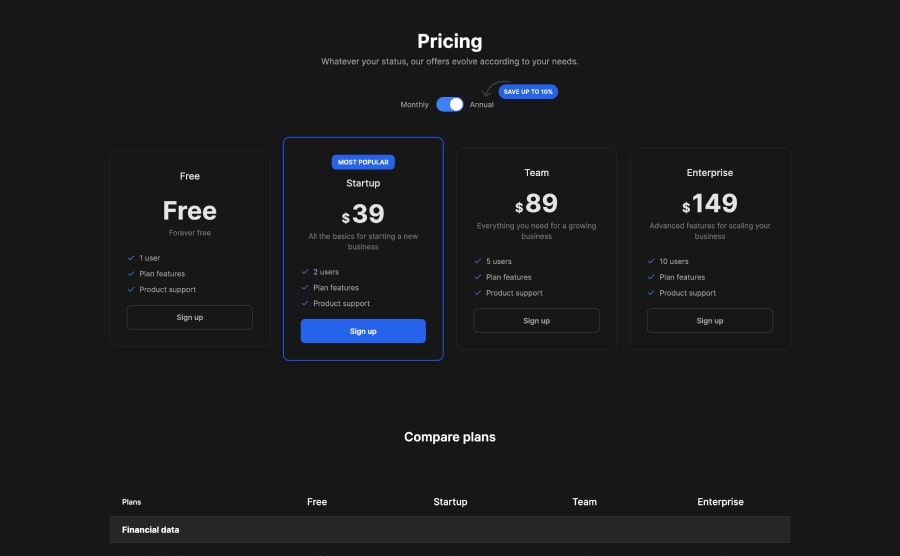 Pricing
Whatever your status, our offers evolve according to your needs.
Monthly
Annual
SAVE UP TO 10%
Free
Free
Forever free
1 user
Plan features
Product support
Sign up
MOST POPULAR
Startup
$39
All the basics for starting a new
business
2 users
Plan features
Product support
Sign up
Team
$89
Everything you need for a growing
business
5 users
Plan features
Product support
Sign up
Enterprise
$149
Advanced features for scaling your
business
10 users
Plan features
Product support
Sign up
Compare plans
Plans Free Startup Team Enterprise
Financial data